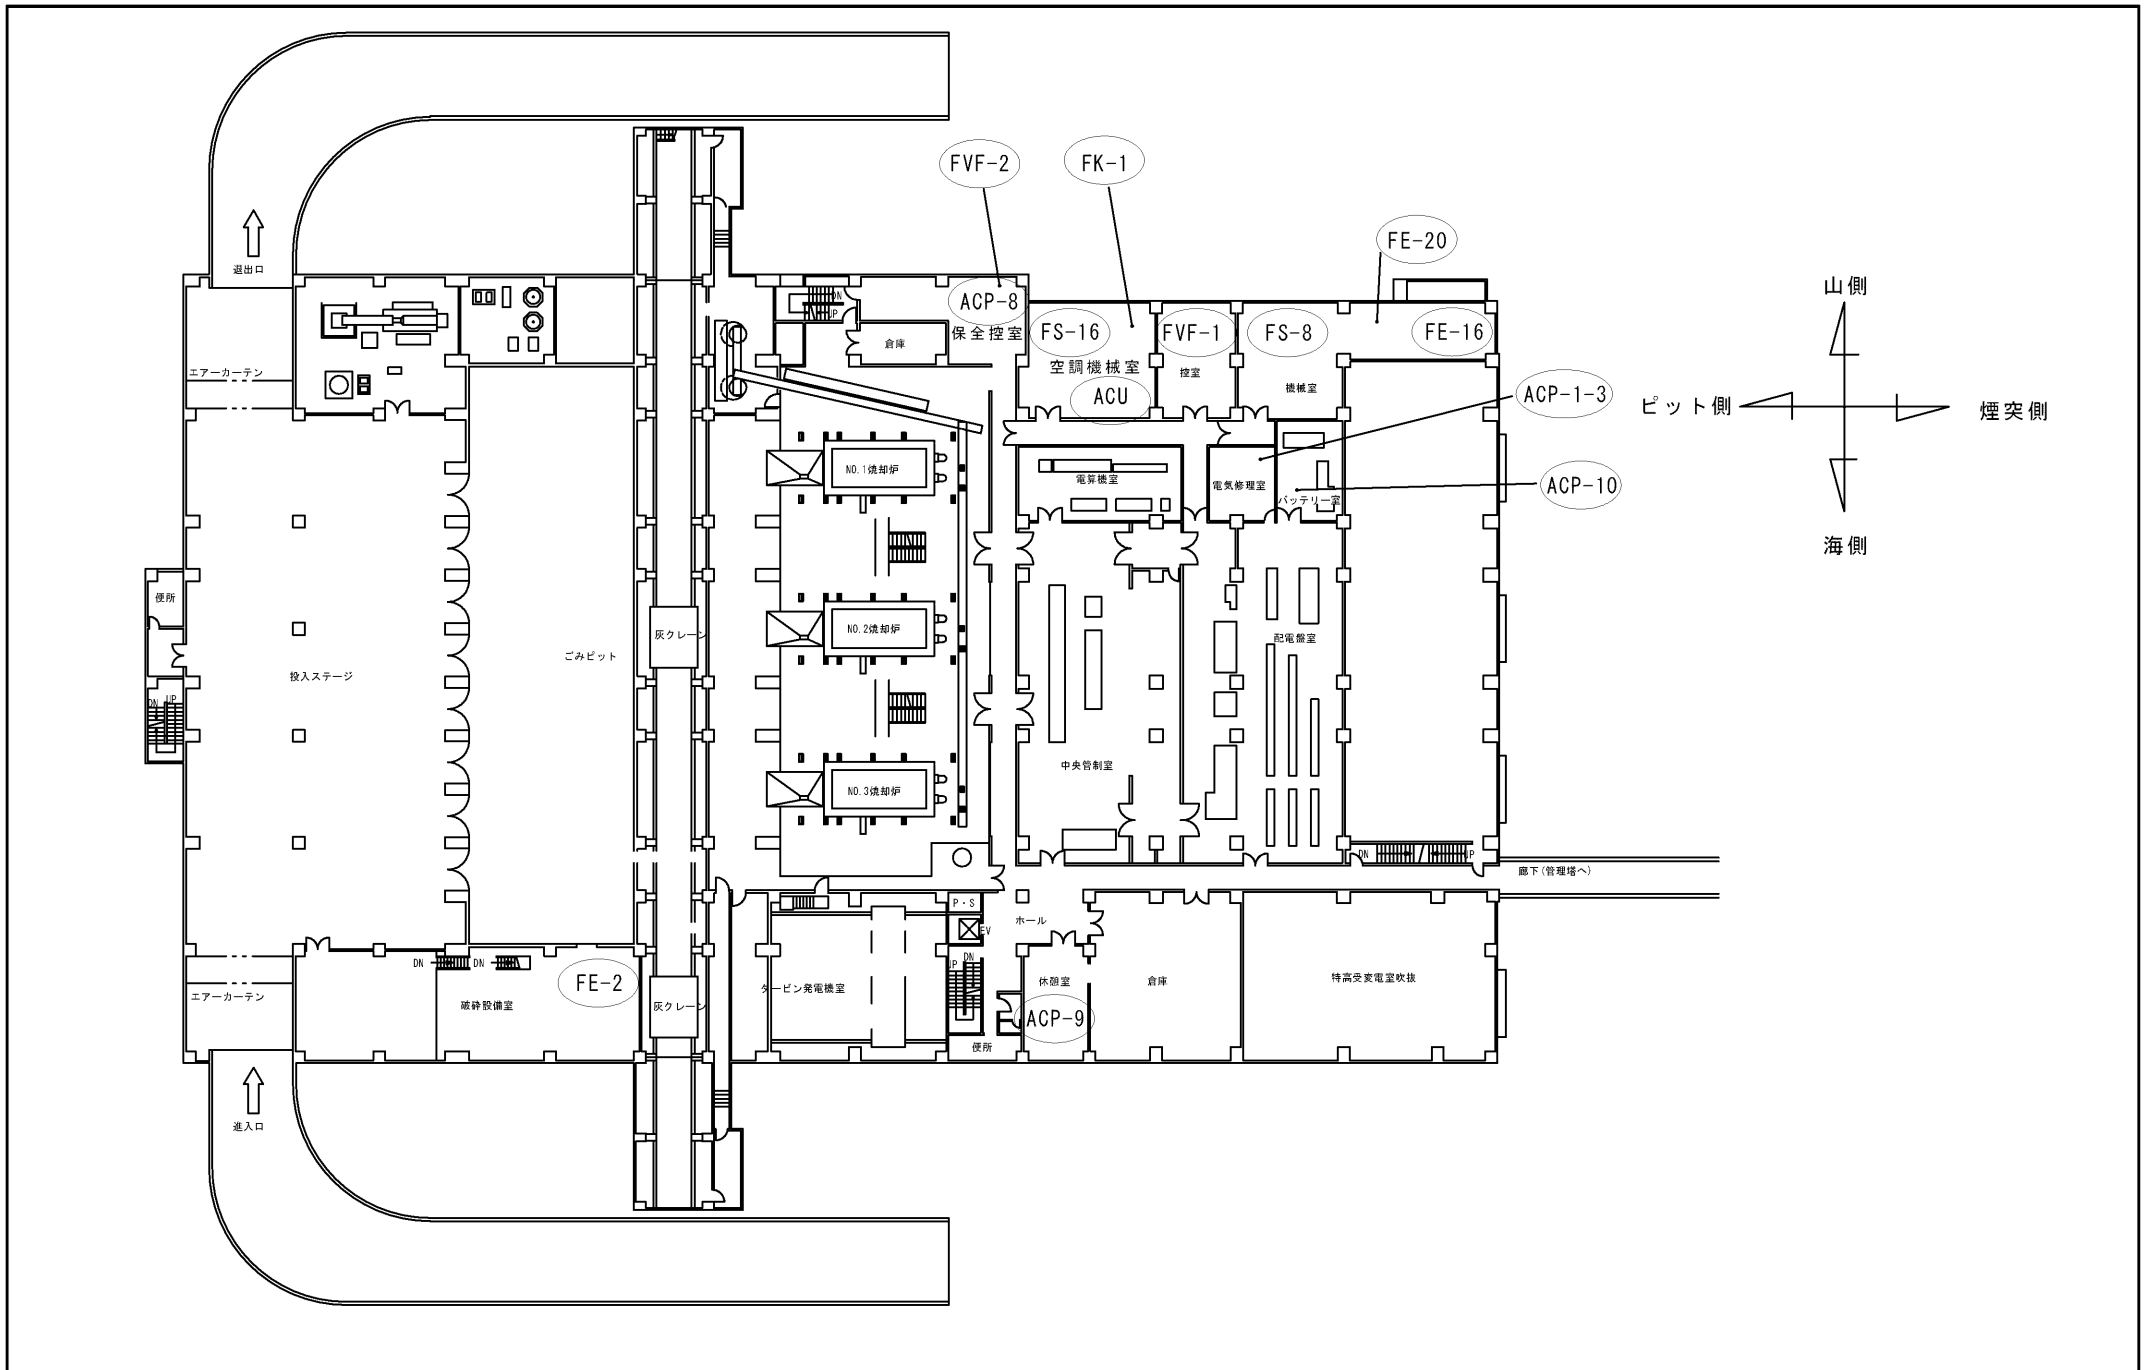 FVF-2
FK-1
FE-20
退出口
DN
UP
ACP-8
保全控室
倉庫
FS-16
空調機械室
ACU
FVF-1
控室
FS-8
機械室
FE-16
山側
ピット側
煙突側
海側
エアーカーテン
ACP-1-3
ACP-10
NO.1焼却炉
電算機室
電気修理室
バッテリー室
便所
投入ステージ
DN
UP
ごみピット
灰クレーン
NO.2焼却炉
配電盤室
中央管制室
NO.3焼却炉
DN
UP
廊下(管理塔へ)
P・S
EV
ホール
DN
DN
FE-2
エアーカーテン
破砕設備室
灰クレーン
タービン発電機室
UP
DN
休憩室
ACP-9
便所
倉庫
特高受変電室吹抜
進入口